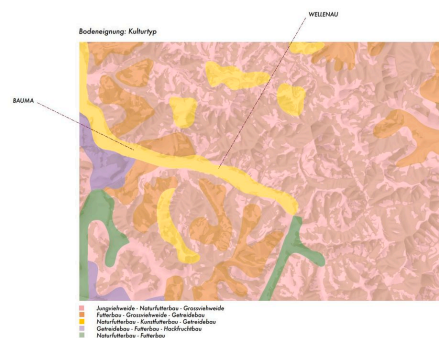 WELLENAU
Bodeneignung: Kulturtyp
BAUMA
Jungviehweide - Naturfutterbau - Grossviehweide
Futterbau - Grossviehweide - Getreidebau
Naturfutterbau - Kunstfutterbau - Getreidebau
Getreidebau - Futterbau - Hackfruchtbau
Naturfutterbau - Futterbau